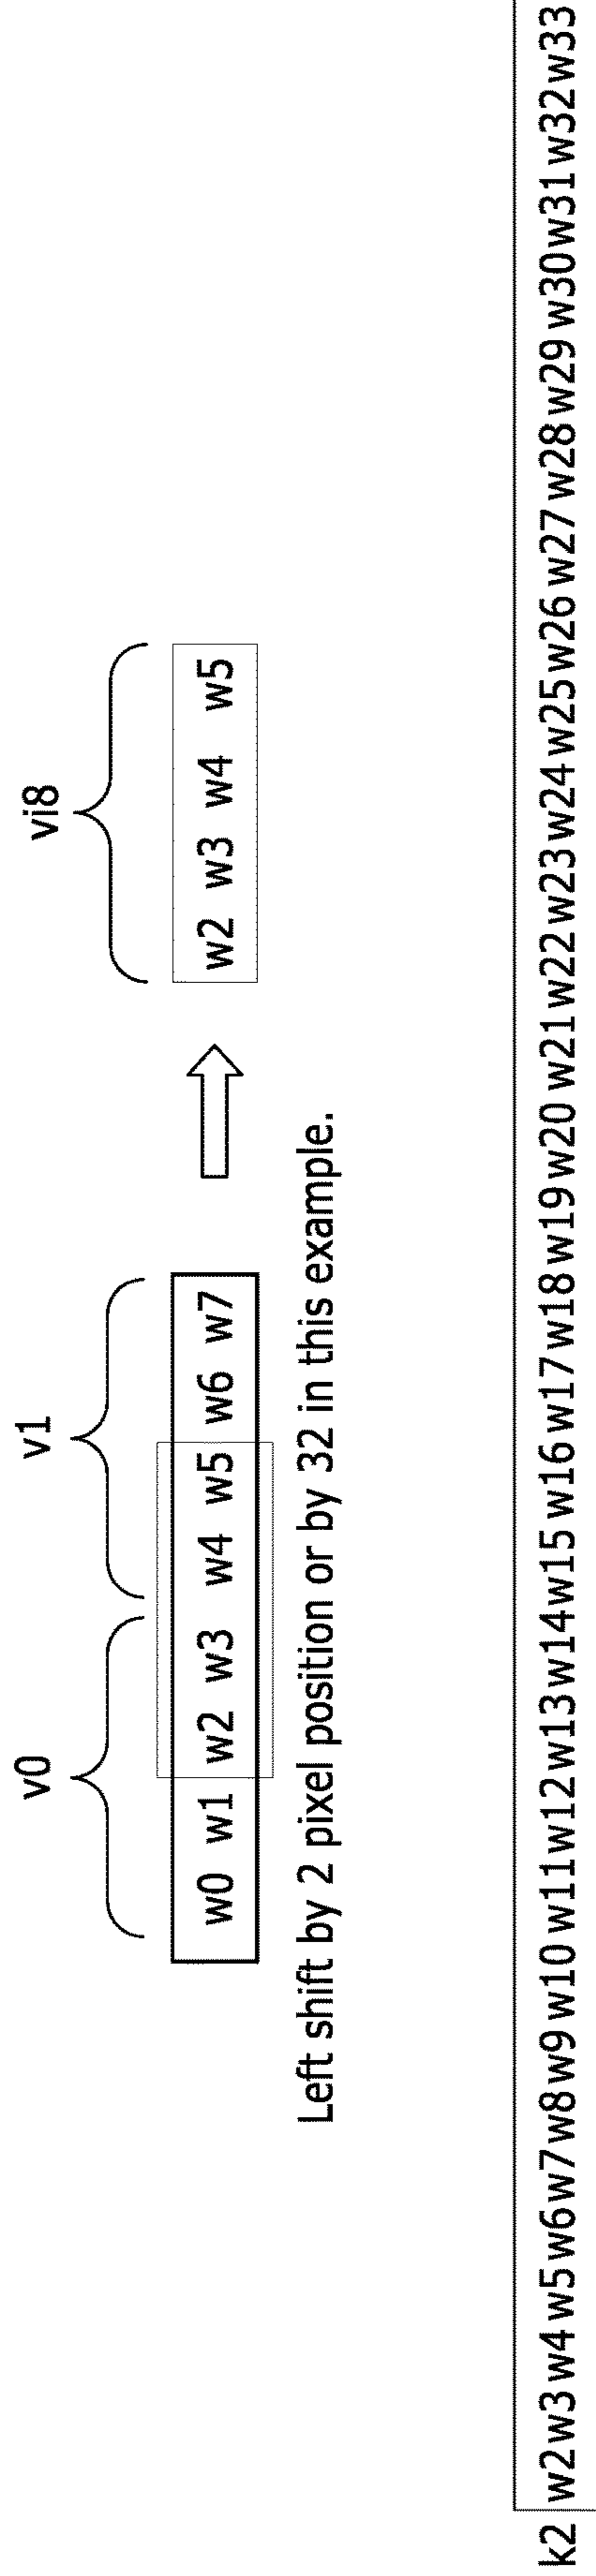 v0 v1 vi8
w0 w1 w2 w3 w4 w5 w6 w7 w2 w3 w4 w5
Left shift by 2 pixel position or by 32 in this example.
k2 w2 w3 w4 w5 w6 w7 w8 w9 w10 w11 w12 w13 w14 w15 w16 w17 w18 w19 w20 w21 w22 w23 w24 w25 w26 w27 w28 w29 w30 w31 w32 w33